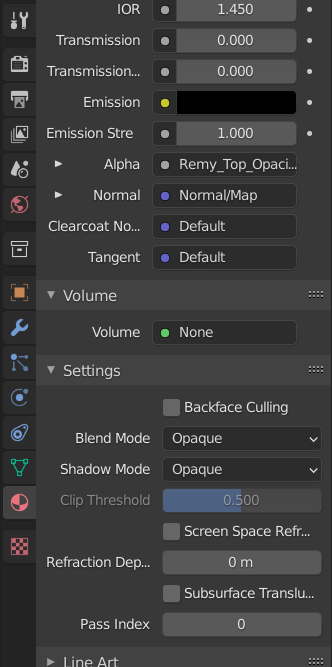 IOR 1.450
Transmission 0.000
Transmission... 0.000
Emission
Emission Stre 1.000
Alpha Remy_Top_Opaci...
Normal Normal/Map
Clearcoat No... Default
Tangent Default
Volume
Volume None
Settings
Backface Culling
Blend Mode Opaque
Shadow Mode Opaque
Clip Threshold 0.500
Screen Space Refr...
Refraction Dep... 0 m
Subsurface Translu...
Pass Index 0
Line Art